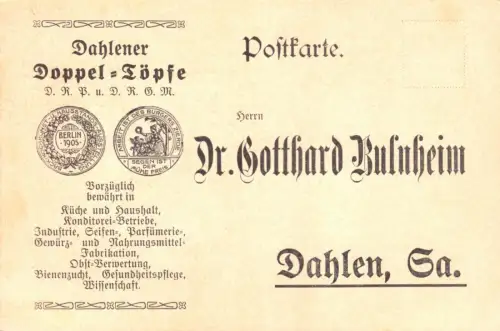 Dahlener
Doppel-Töpfe
D. R. P. u. D. R. G. M.
BERLIN
1905
ARBEIT IST DES BÜRGERS ZIERDE
SEGEN IST
DER
MÜHE PREIS
Vorzüglich
bewährt in
Küche und Haushalt,
Konditorei-Betriebe,
Industrie, Seifen-, Parfümerie-,
Gewürz- und Nahrungsmittel-
Fabrikation,
Obst-Verwertung,
Bienenzucht, Gesundheitspflege,
Wissenschaft.
Postkarte.
Herrn
Dr. Gotthard Bulnheim
Dahlen, Sa.